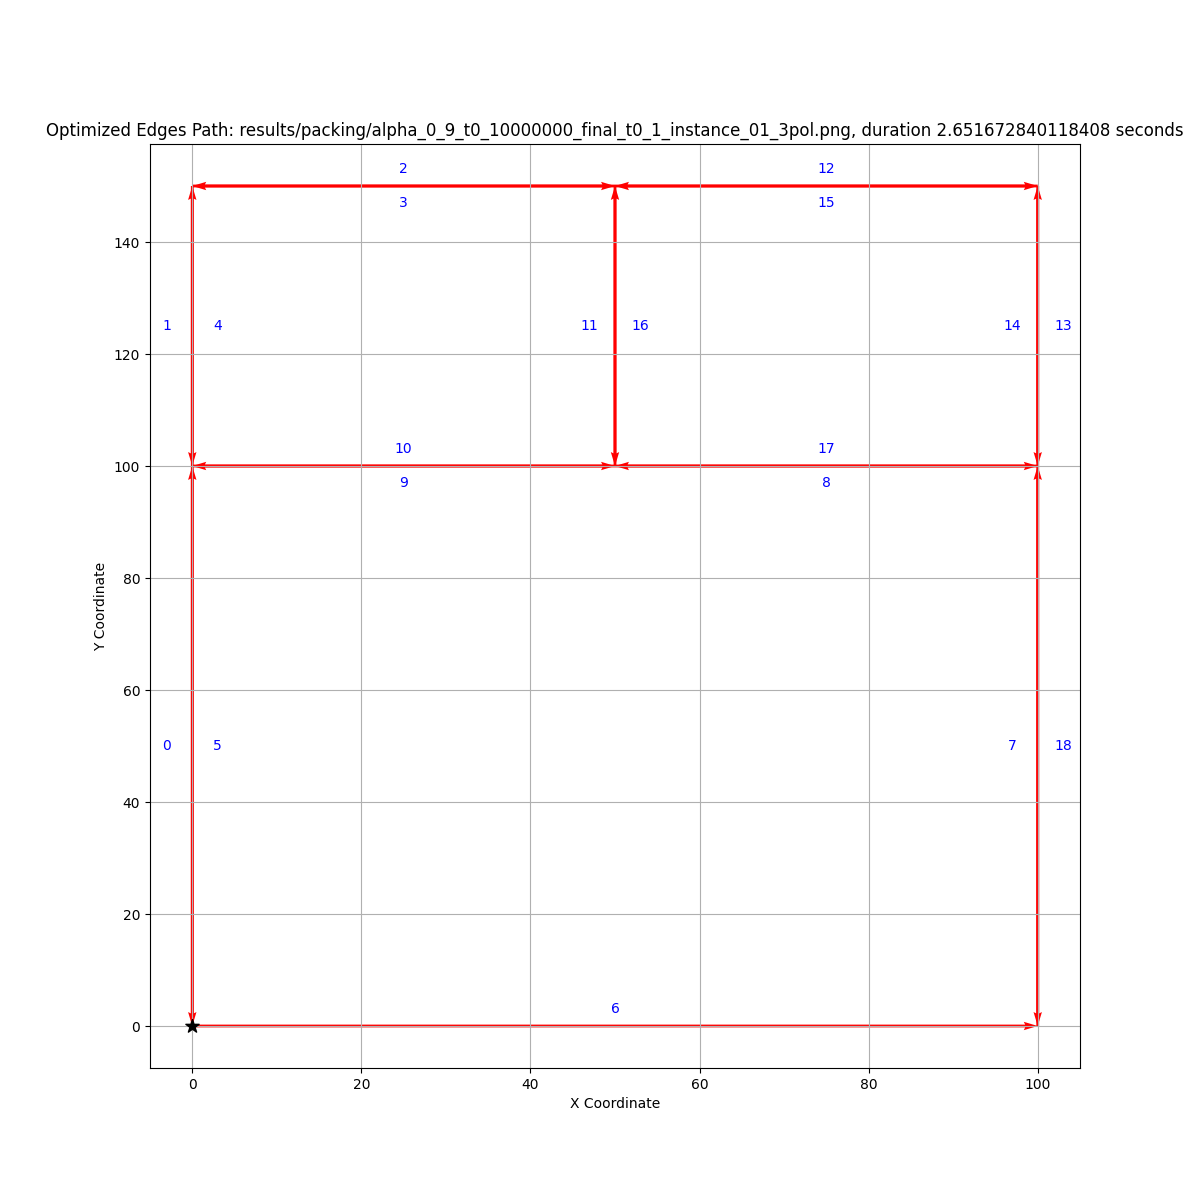 Optimized Edges Path: results/packing/alpha_0_9_t0_10000000_final_t0_1_instance_01_3pol.png, duration 2.651672840118408 seconds
2 12
3 15
140
1 4 11 16 14 13
120
10 17
100
9 8
80
60
0 5 7 18
40
20
6
0
0 20 40 60 80 100
X Coordinate
Y Coordinate